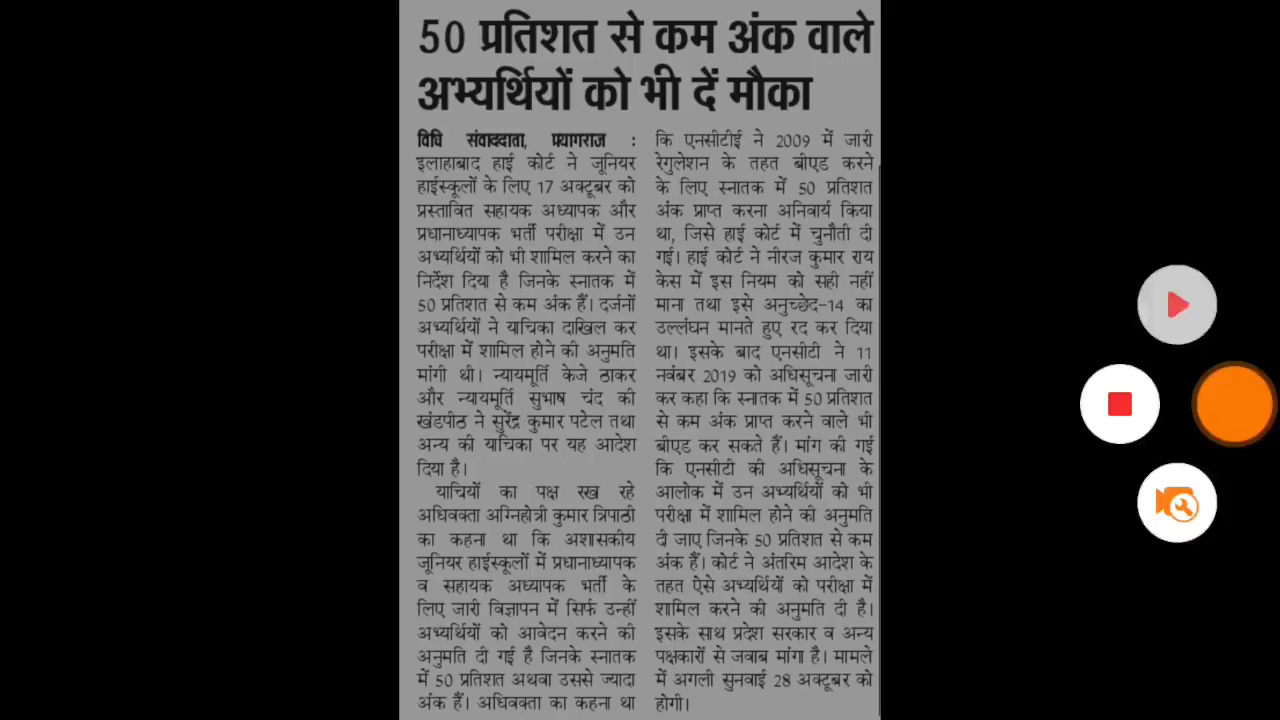 50 प्रतिशत से कम अंक वाले
अभ्यर्थियों को भी दें मौका
विधि संवाददाता, प्रयागराज :
इलाहाबाद हाई कोर्ट ने जूनियर
हाईस्कूलों के लिए 17 अक्टूबर को
प्रस्तावित सहायक अध्यापक और
प्रधानाध्यापक भर्ती परीक्षा में उन
अभ्यर्थियों को भी शामिल करने का
निर्देश दिया है जिनके स्नातक में
50 प्रतिशत से कम अंक हैं। दर्जनों
अभ्यर्थियों ने याचिका दाखिल कर
परीक्षा में शामिल होने की अनुमति
मांगी थी। न्यायमूर्ति केजे ठाकर
और न्यायमूर्ति सुभाष चंद की
खंडपीठ ने सुरेंद्र कुमार पटेल तथा
अन्य की याचिका पर यह आदेश
दिया है।
याचियों का पक्ष रख रहे
अधिवक्ता अग्निहोत्री कुमार त्रिपाठी
का कहना था कि अशासकीय
जूनियर हाईस्कूलों में प्रधानाध्यापक
व सहायक अध्यापक भर्ती के
लिए जारी विज्ञापन में सिर्फ उन्हीं
अभ्यर्थियों को आवेदन करने की
अनुमति दी गई है जिनके स्नातक
में 50 प्रतिशत अथवा उससे ज्यादा
अंक हैं। अधिवक्ता का कहना था
कि एनसीटीई ने 2009 में जारी
रेगुलेशन के तहत बीएड करने
के लिए स्नातक में 50 प्रतिशत
अंक प्राप्त करना अनिवार्य किया
था, जिसे हाई कोर्ट में चुनौती दी
गई। हाई कोर्ट ने नीरज कुमार राय
केस में इस नियम को सही नहीं
माना तथा इसे अनुच्छेद-14 का
उल्लंघन मानते हुए रद कर दिया
था। इसके बाद एनसीटी ने 11
नवंबर 2019 को अधिसूचना जारी
कर कहा कि स्नातक में 50 प्रतिशत
से कम अंक प्राप्त करने वाले भी
बीएड कर सकते हैं। मांग की गई
कि एनसीटी की अधिसूचना के
आलोक में उन अभ्यर्थियों को भी
परीक्षा में शामिल होने की अनुमति
दी जाए जिनके 50 प्रतिशत से कम
अंक हैं। कोर्ट ने अंतरिम आदेश के
तहत ऐसे अभ्यर्थियों को परीक्षा में
शामिल करने की अनुमति दी है।
इसके साथ प्रदेश सरकार व अन्य
पक्षकारों से जवाब मांगा है। मामले
में अगली सुनवाई 28 अक्टूबर को
होगी।